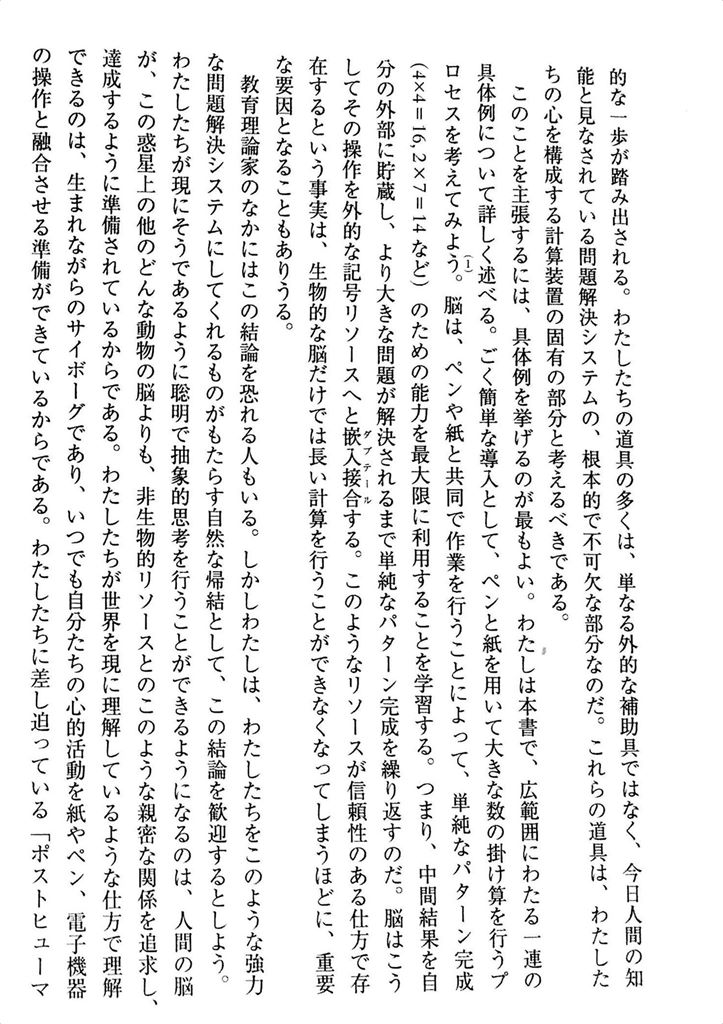 的な一歩が踏み出される。わたしたちの道具の多くは、単なる外的な補助具ではなく、今日人間の知
能と見なされている問題解決システムの、根本的で不可欠な部分なのだ。これらの道具は、わたした
ちの心を構成する計算装置の固有の部分と考えるべきである。
このことを主張するには、具体例を挙げるのが最もよい。わたしは本書で、広範囲にわたる一連の
具体例について詳しく述べる。ごく簡単な導入として、ペンと紙を用いて大きな数の掛け算を行うプ
ロセスを考えてみよう。(1)脳は、ペンや紙と共同で作業を行うことによって、単純なパターン完成
(4×4=16, 2×7=14など)のための能力を最大限に利用することを学習する。つまり、中間結果を自
分の外部に貯蔵し、より大きな問題が解決されるまで単純なパターン完成を繰り返すのだ。脳はこう
してその操作を外的な記号リソースへと嵌入接合ダブテールする。このようなリソースが信頼性のある仕方で存
在するという事実は、生物的な脳だけでは長い計算を行うことができなくなってしまうほどに、重要
な要因となることもありうる。
教育理論家のなかにはこの結論を恐れる人もいる。しかしわたしは、わたしたちをこのような強力
な問題解決システムにしてくれるものがもたらす自然な帰結として、この結論を歓迎するとしよう。
わたしたちが現にそうであるように聡明で抽象的思考を行うことができるようになるのは、人間の脳
が、この惑星上の他のどんな動物の脳よりも、非生物的リソースとのこのような親密な関係を追求し、
達成するように準備されているからである。わたしたちが世界を現に理解しているような仕方で理解
できるのは、生まれながらのサイボーグであり、いつでも自分たちの心的活動を紙やペン、電子機器
の操作と融合させる準備ができているからである。わたしたちに差し迫っている「ポストヒューマ